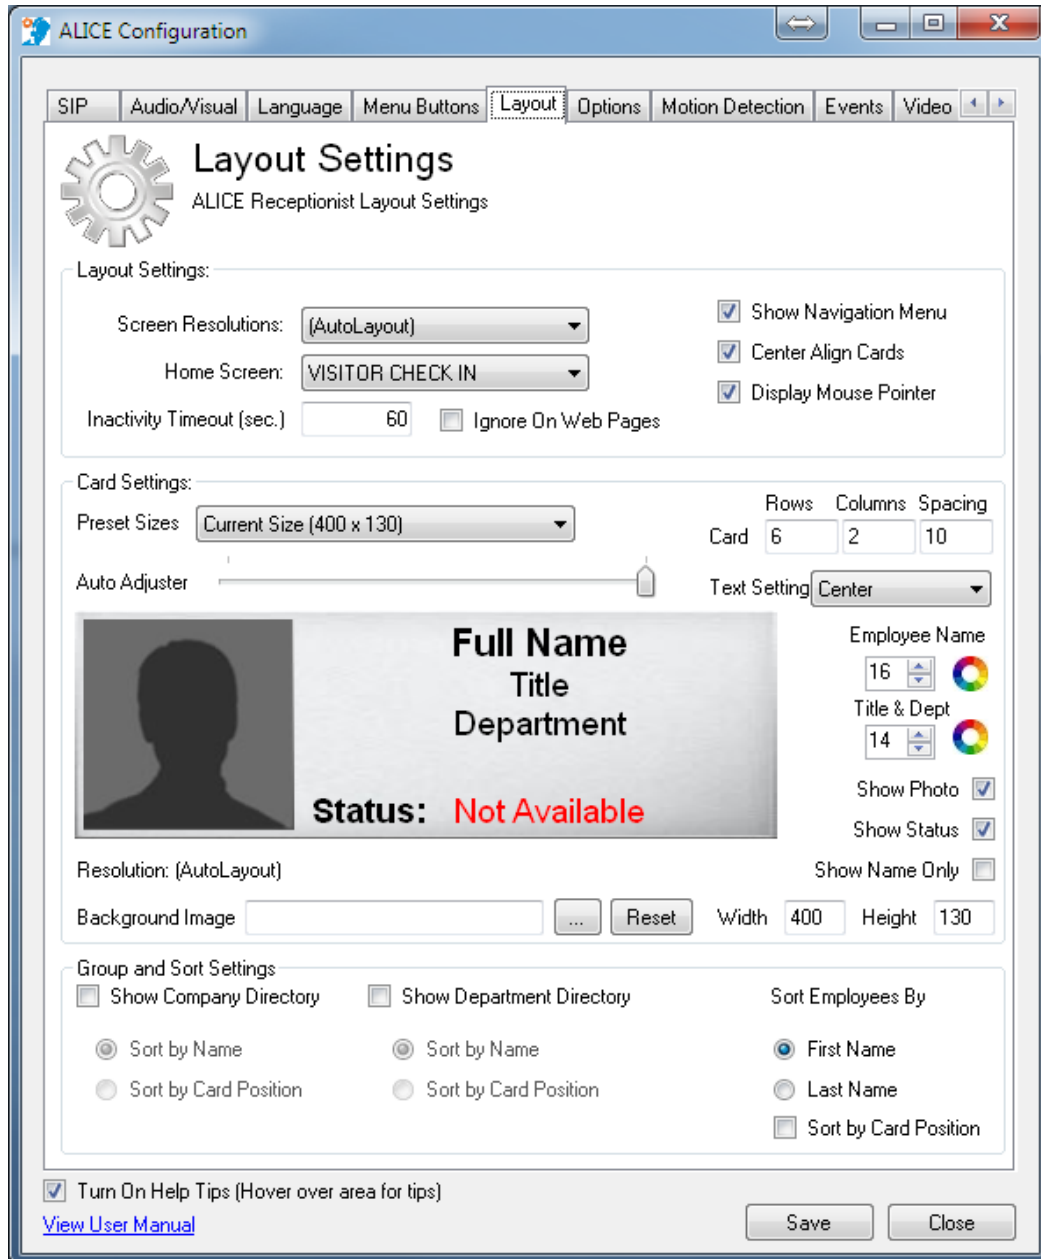 ALICE Configuration
SIP Audio/Visual Language Menu Buttons Layout Options Motion Detection Events Video
Layout Settings
ALICE Receptionist Layout Settings
Layout Settings:
Screen Resolutions: (AutoLayout)
Show Navigation Menu
Home Screen: VISITOR CHECK IN
Center Align Cards
Display Mouse Pointer
Inactivity Timeout (sec.) 60 Ignore On Web Pages
Card Settings:
Rows Columns Spacing
Preset Sizes Current Size (400 x 130)
Card 6 2 10
Auto Adjuster
Text Setting Center
Full Name
Title
Department
Status: Not Available
Employee Name
16
Title & Dept
14
Show Photo
Show Status
Resolution: (AutoLayout)
Show Name Only
Background Image ... Reset Width 400 Height 130
Group and Sort Settings
Show Company Directory Show Department Directory Sort Employees By
Sort by Name Sort by Name First Name
Sort by Card Position Sort by Card Position Last Name
Sort by Card Position
Turn On Help Tips (Hover over area for tips)
View User Manual
Save Close